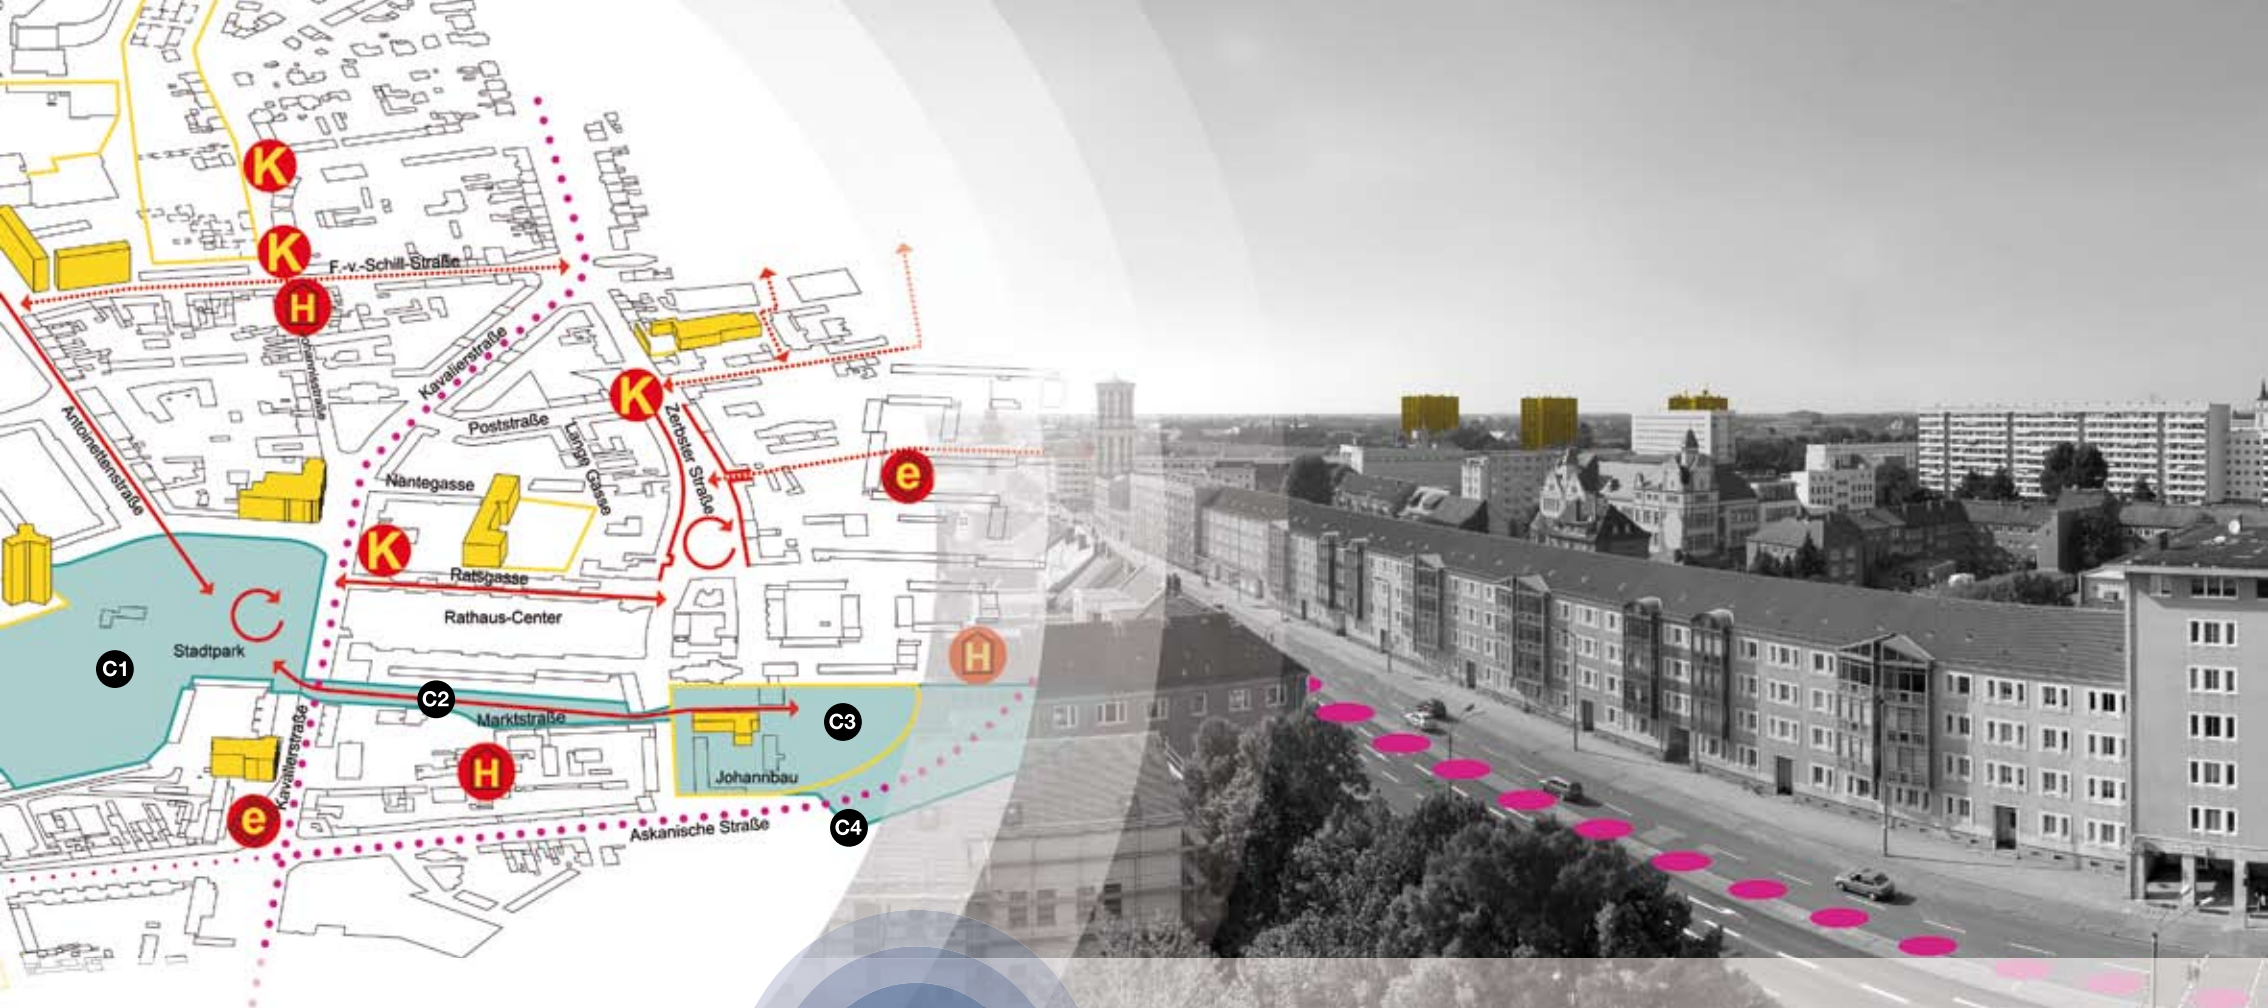 K
K
F.-v.-Schill-Straße
H
Johannisstraße
Kavalierstraße
K
Antoinettenstraße
Zerbster Straße
Poststraße
Lange Gasse
e
Nantegasse
K
Ratsgasse
Rathaus-Center
Stadtpark
H
C1
C2
Marktstraße
C3
Kavalierstraße
H
Johannbau
e
Askanische Straße
C4